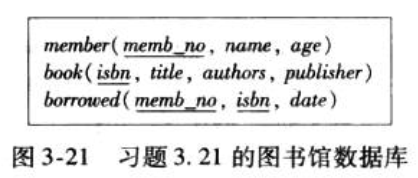 member(memb_no, name, age)
book(isbn, title, authors, publisher)
borrowed(memb_no, isbn, date)
图 3-21 习题 3.21 的图书馆数据库